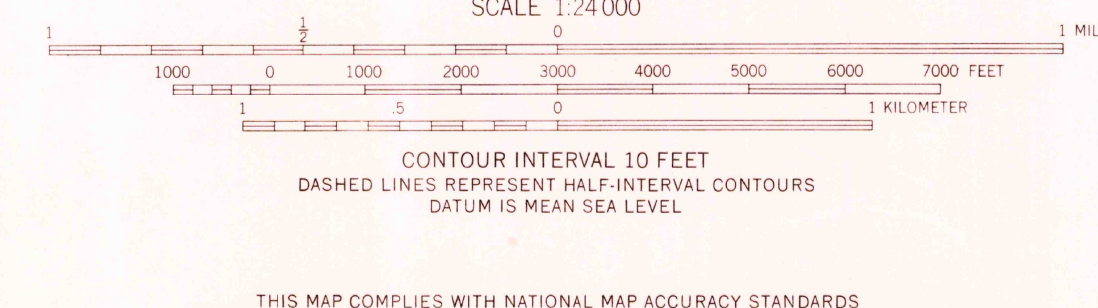 SCALE 1:24 000
1 ½ 0 1 MIL
1000 0 1000 2000 3000 4000 5000 6000 7000 FEET
1 .5 0 1 KILOMETER
CONTOUR INTERVAL 10 FEET
DASHED LINES REPRESENT HALF-INTERVAL CONTOURS
DATUM IS MEAN SEA LEVEL
THIS MAP COMPLIES WITH NATIONAL MAP ACCURACY STANDARDS